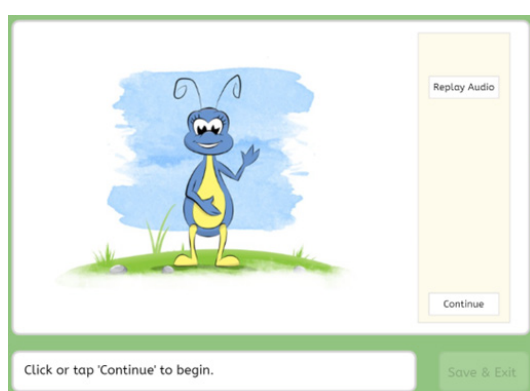 Replay Audio
Continue
Click or tap 'Continue' to begin.
Save & Exit